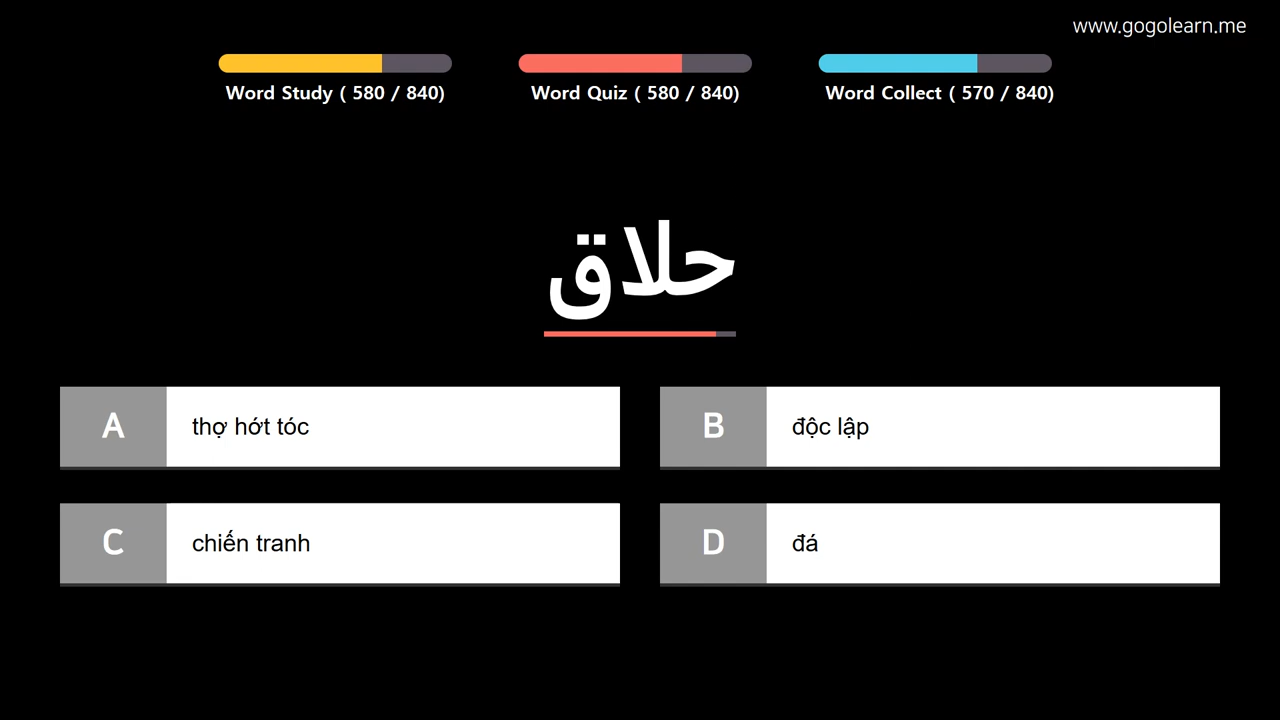 www.gogolearn.me
Word Study ( 580 / 840)
Word Quiz ( 580 / 840)
Word Collect ( 570 / 840)
حلاق
A
thợ hớt tóc
B
độc lập
C
chiến tranh
D
đá